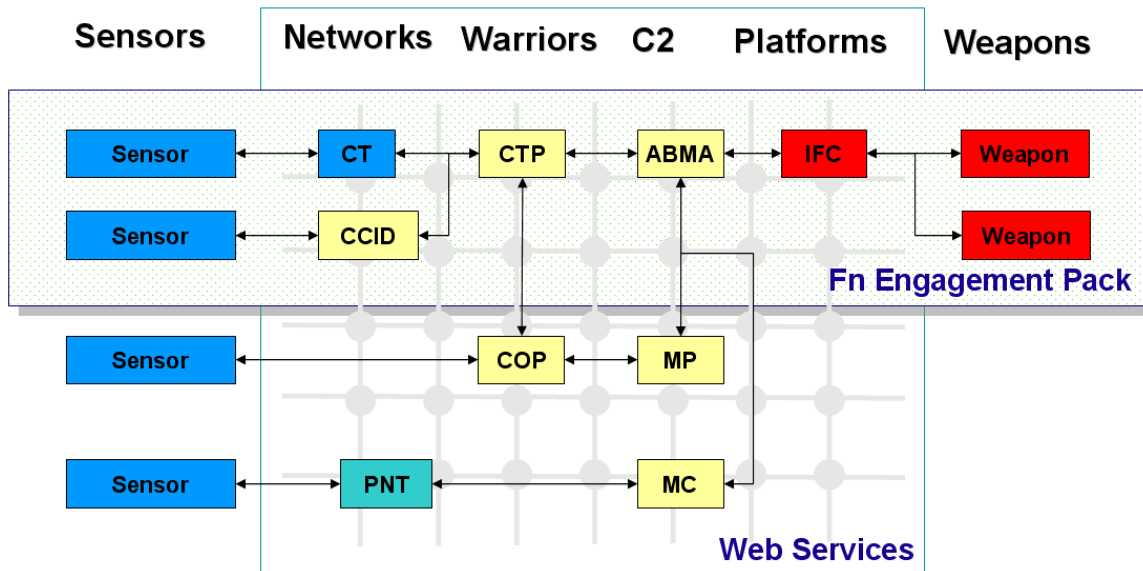 Sensors Networks Warriors C2 Platforms Weapons
Sensor CT CTP ABMA IFC Weapon
Sensor CCID Weapon
Fn Engagement Pack
Sensor COP MP
Sensor PNT MC
Web Services